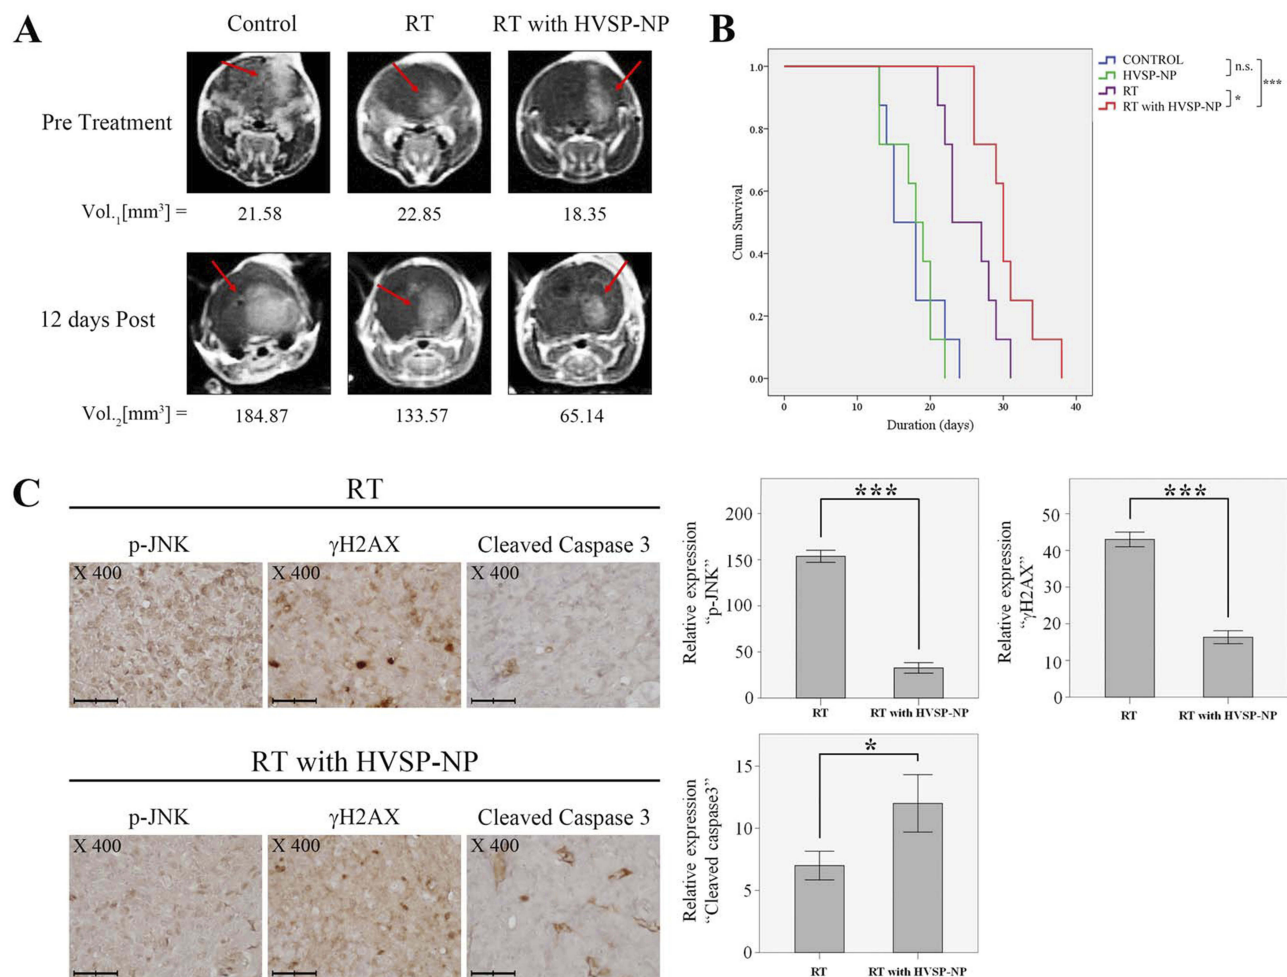 A
Control
RT
RT with HVSP-NP
Pre Treatment
Vol.₁[mm³] =
21.58
22.85
18.35
12 days Post
Vol.₂[mm³] =
184.87
133.57
65.14
B
Cum Survival
1.0
0.8
0.6
0.4
0.2
0.0
0
10
20
30
40
Duration (days)
CONTROL
HVSP-NP
RT
RT with HVSP-NP
n.s.
*
***
C
RT
p-JNK
γH2AX
Cleaved Caspase 3
X 400
X 400
X 400
RT with HVSP-NP
p-JNK
γH2AX
Cleaved Caspase 3
X 400
X 400
X 400
Relative expression
“p-JNK”
200
150
100
50
0
***
RT
RT with HVSP-NP
Relative expression
“γH2AX”
50
40
30
20
10
0
***
RT
RT with HVSP-NP
Relative expression
“Cleaved caspase3”
15
10
5
0
*
RT
RT with HVSP-NP